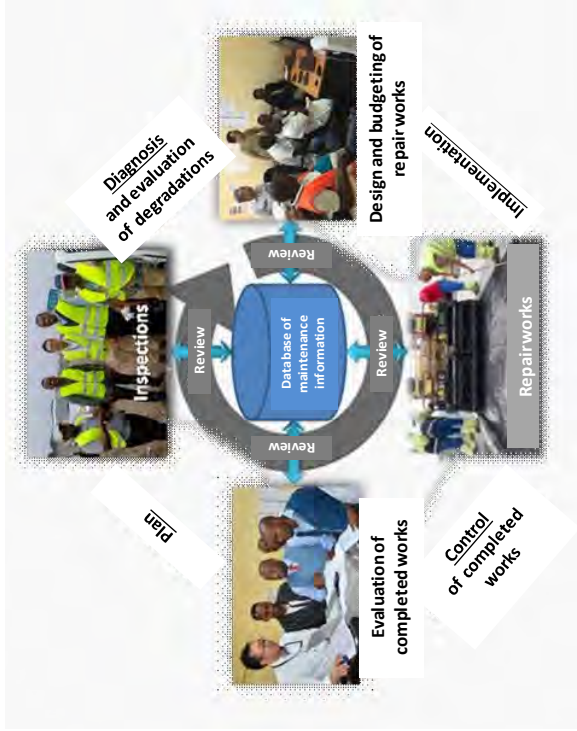 Inspections
Diagnosis
and evaluation
of degradations
Design and budgeting of
repair works
Implementation
Repair works
Control
of completed
works
Evaluation of
completed works
Plan
Review
Review
Review
Review
Database of
maintenance
information